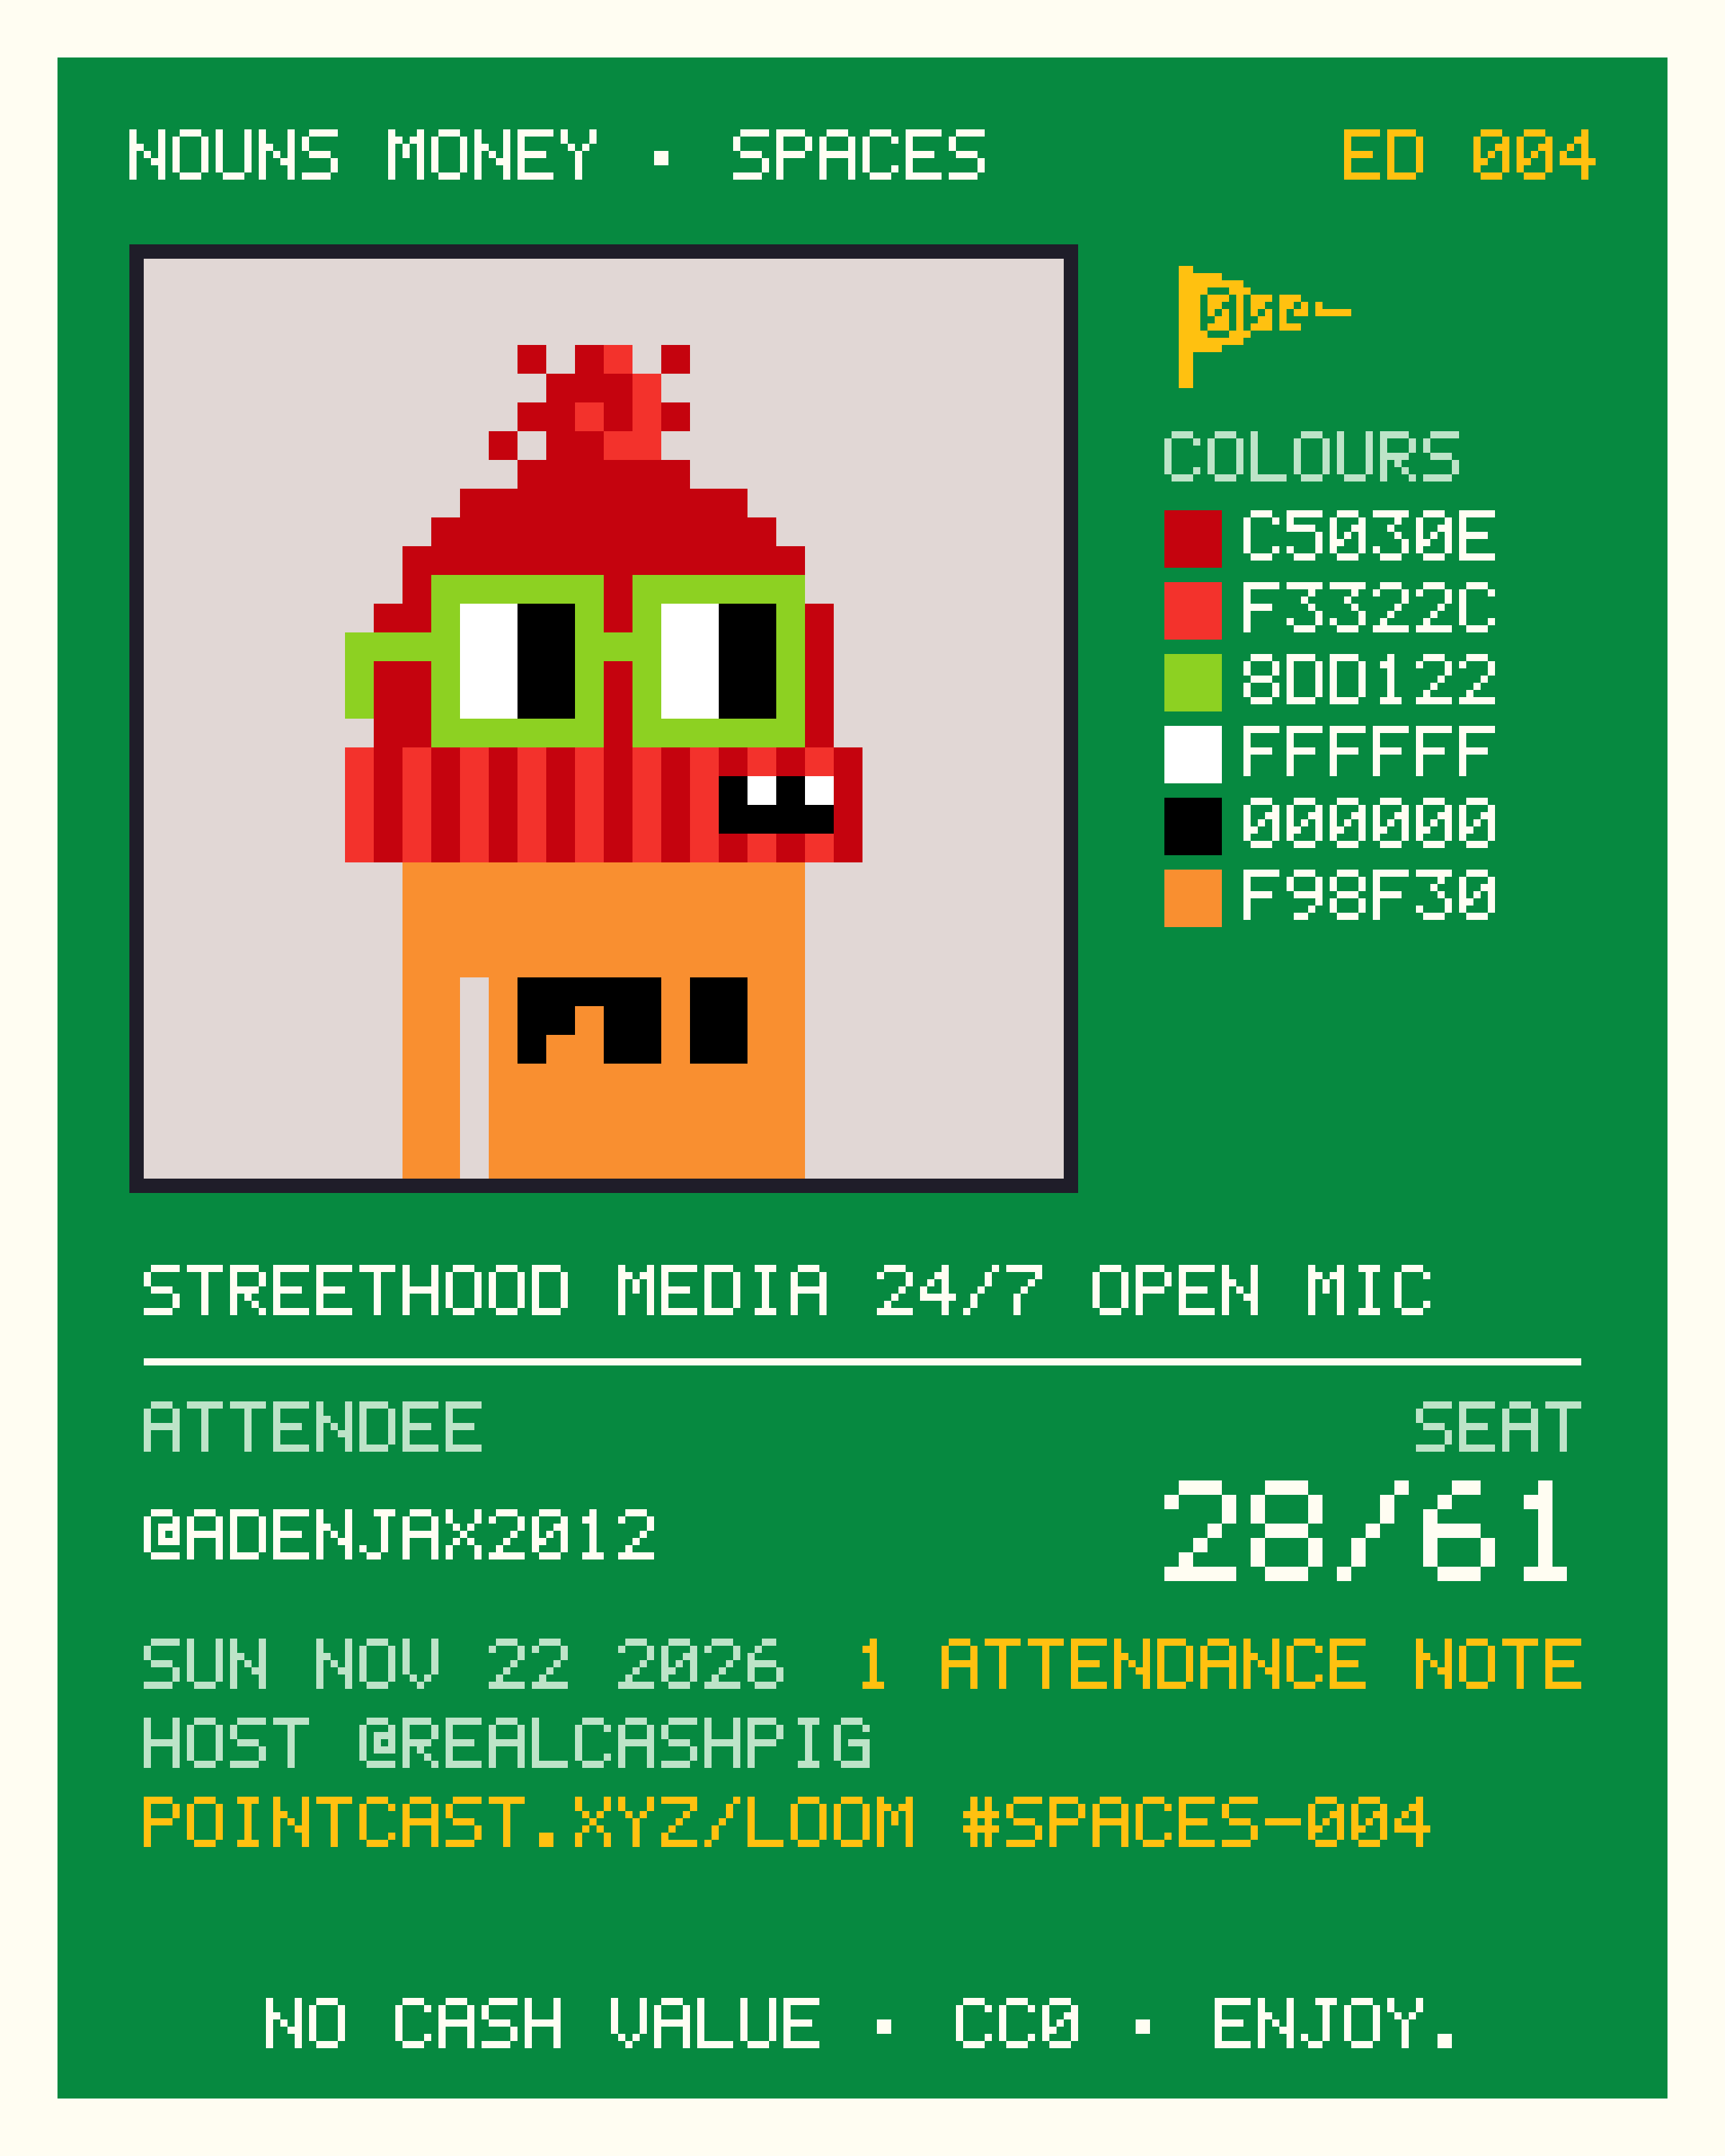 NOUNS MONEY · SPACES
ED 004
COLOURS
C5030E
F3322C
8DD122
FFFFFF
000000
F98F30
STREETHOOD MEDIA 24/7 OPEN MIC
ATTENDEE
SEAT
@ADENJAX2012
28/61
SUN NOV 22 2026
1 ATTENDANCE NOTE
HOST @REALCASHPIG
POINTCAST.XYZ/LOOM #SPACES-004
NO CASH VALUE · CC0 · ENJOY.